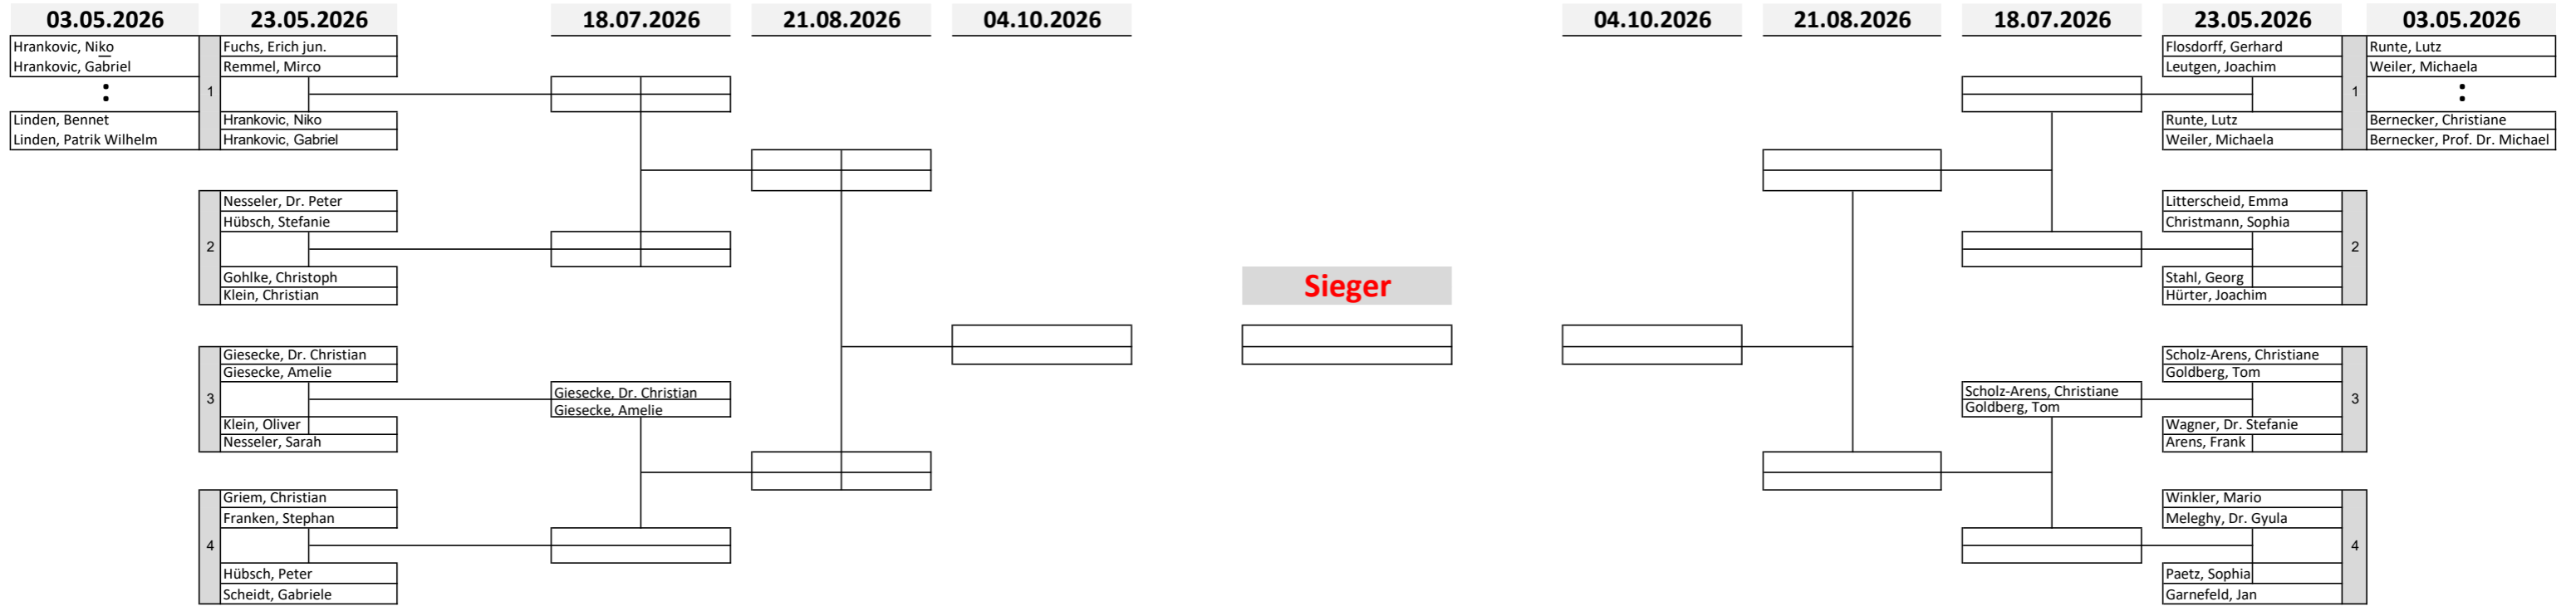 03.05.2026
23.05.2026
18.07.2026
21.08.2026
04.10.2026
04.10.2026
21.08.2026
18.07.2026
23.05.2026
03.05.2026
Hrankovic, Niko
Hrankovic, Gabriel
:
Linden, Bennet
Linden, Patrik Wilhelm
1
Fuchs, Erich jun.
Remmel, Mirco
Hrankovic, Niko
Hrankovic, Gabriel
2
Nesseler, Dr. Peter
Hübsch, Stefanie
Gohlke, Christoph
Klein, Christian
3
Giesecke, Dr. Christian
Giesecke, Amelie
Klein, Oliver
Nesseler, Sarah
4
Griem, Christian
Franken, Stephan
Hübsch, Peter
Scheidt, Gabriele
Giesecke, Dr. Christian
Giesecke, Amelie
Sieger
Scholz-Arens, Christiane
Goldberg, Tom
Flosdorff, Gerhard
Leutgen, Joachim
Runte, Lutz
Weiler, Michaela
1
Litterscheid, Emma
Christmann, Sophia
Stahl, Georg
Hürter, Joachim
2
Scholz-Arens, Christiane
Goldberg, Tom
Wagner, Dr. Stefanie
Arens, Frank
3
Winkler, Mario
Meleghy, Dr. Gyula
Paetz, Sophia
Garnefeld, Jan
4
Runte, Lutz
Weiler, Michaela
:
Bernecker, Christiane
Bernecker, Prof. Dr. Michael